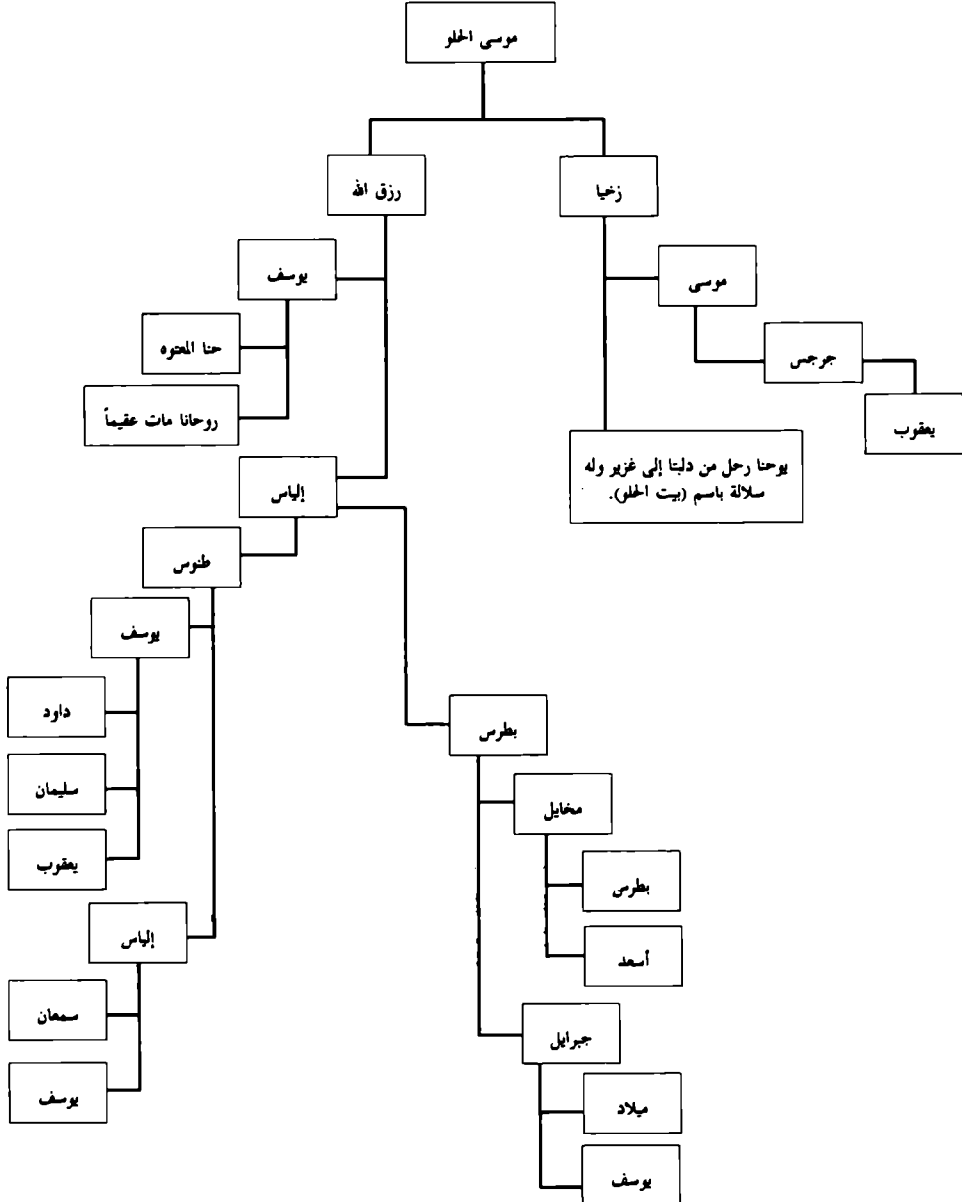 موسى الحلو
زخيا
رزق الله
يوسف
موسى
حنا المعتوه
جرجس
روحانا مات عقيماً
يعقوب
يوحنا رحل من دلبتا إلى غزير وله
سلالة باسم (بيت الحلو).
إلياس
طنوس
يوسف
داود
بطرس
سليمان
مخايل
يعقوب
بطرس
إلياس
أسعد
سمعان
جبرايل
يوسف
ميلاد
يوسف